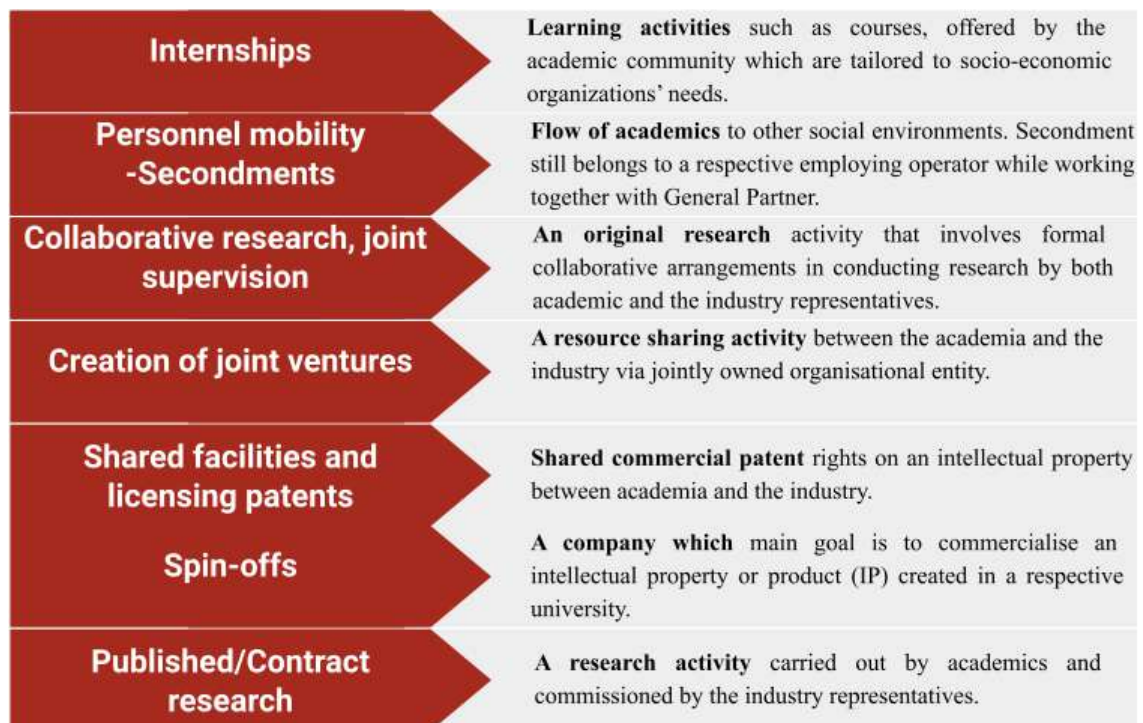 Internships
Learning activities such as courses, offered by the
academic community which are tailored to socio-economic
organizations’ needs.
Personnel mobility
-Secondments
Flow of academics to other social environments. Secondment
still belongs to a respective employing operator while working
together with General Partner.
Collaborative research, joint
supervision
An original research activity that involves formal
collaborative arrangements in conducting research by both
academic and the industry representatives.
Creation of joint ventures
A resource sharing activity between the academia and the
industry via jointly owned organisational entity.
Shared facilities and
licensing patents
Shared commercial patent rights on an intellectual property
between academia and the industry.
Spin-offs
A company which main goal is to commercialise an
intellectual property or product (IP) created in a respective
university.
Published/Contract
research
A research activity carried out by academics and
commissioned by the industry representatives.